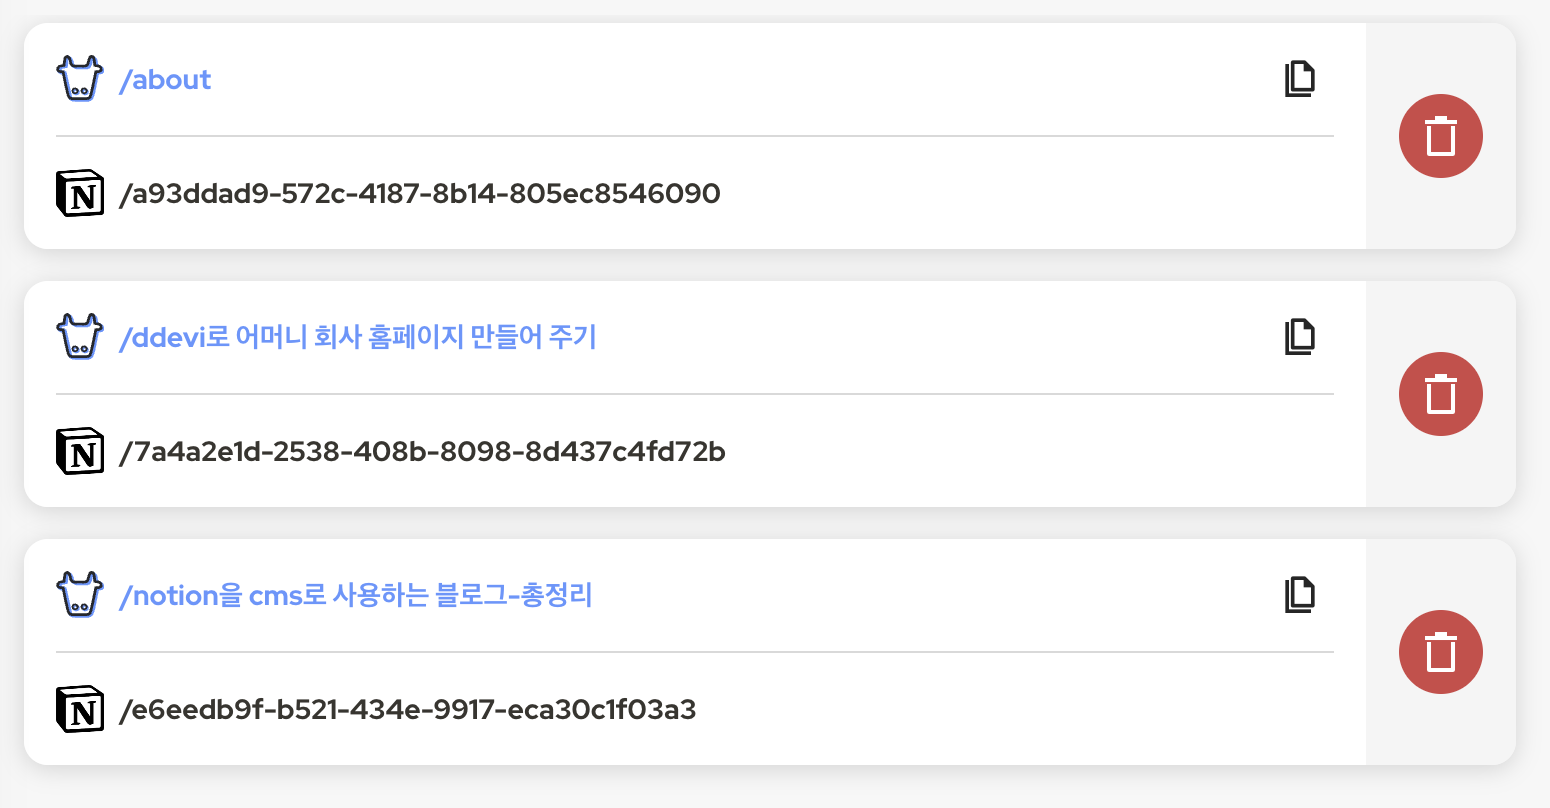 /about
N
/a93ddad9-572c-4187-8b14-805ec8546090
/ddevi로 어머니 회사 홈페이지 만들어 주기
N
/7a4a2e1d-2538-408b-8098-8d437c4fd72b
/notion을 cms로 사용하는 블로그-총정리
N
/e6eedb9f-b521-434e-9917-eca30c1f03a3